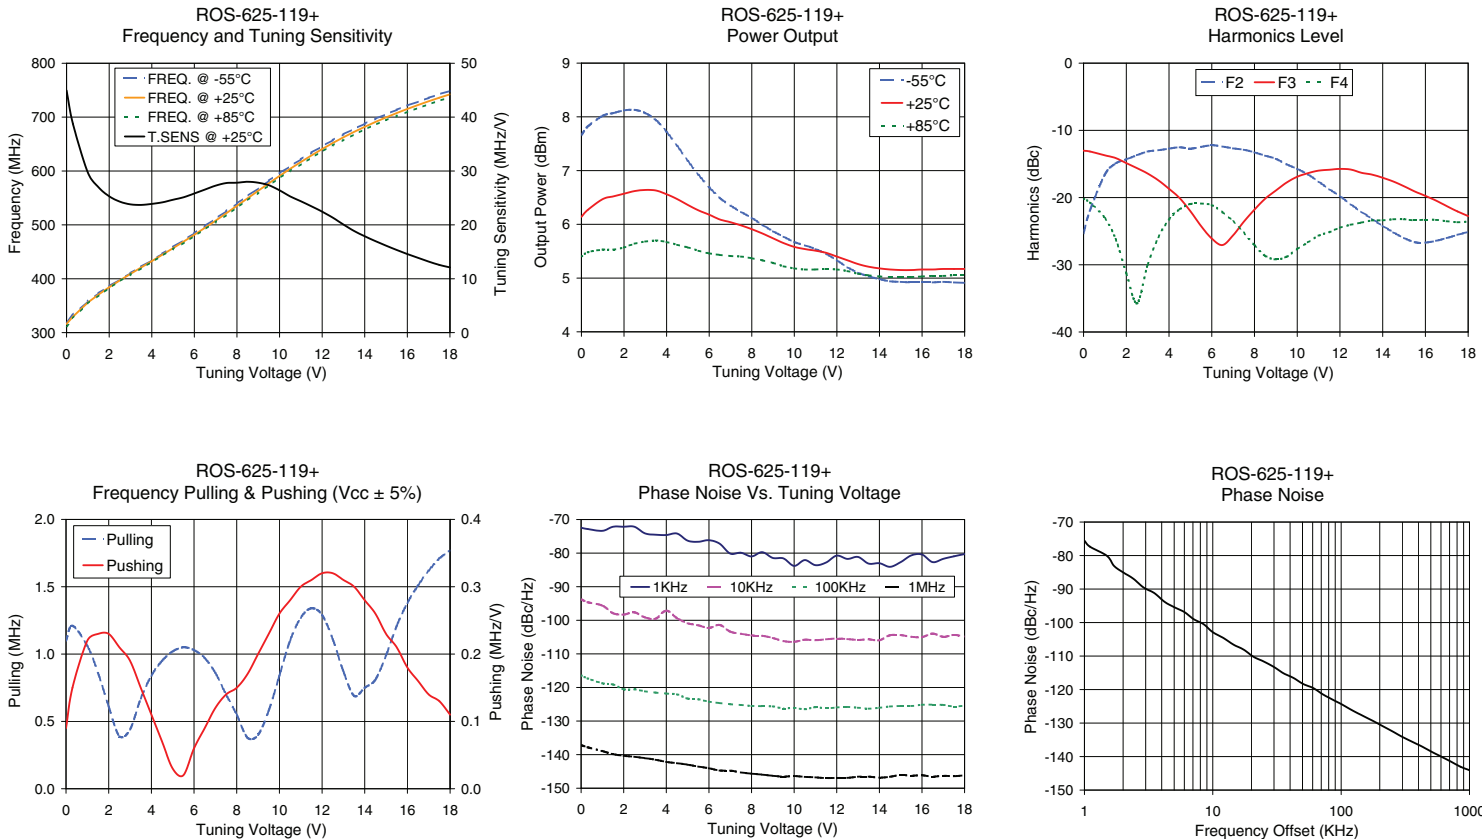 ROS-625-119+
Frequency and Tuning Sensitivity
800
700
600
500
400
300
Frequency (MHz)
50
40
30
20
10
0
Tuning Sensitivity (MHz/V)
FREQ. @ -55°C
FREQ. @ +25°C
FREQ. @ +85°C
T.SENS @ +25°C
0 2 4 6 8 10 12 14 16 18
Tuning Voltage (V)
ROS-625-119+
Power Output
9
8
7
6
5
4
Output Power (dBm)
-55°C
+25°C
+85°C
0 2 4 6 8 10 12 14 16 18
Tuning Voltage (V)
ROS-625-119+
Harmonics Level
0
-10
-20
-30
-40
Harmonics (dBc)
F2 F3 F4
0 2 4 6 8 10 12 14 16 18
Tuning Voltage (V)
ROS-625-119+
Frequency Pulling & Pushing (Vcc ± 5%)
2.0
1.5
1.0
0.5
0.0
Pulling (MHz)
0.4
0.3
0.2
0.1
0.0
Pushing (MHz/V)
Pulling
Pushing
0 2 4 6 8 10 12 14 16 18
Tuning Voltage (V)
ROS-625-119+
Phase Noise Vs. Tuning Voltage
-70
-80
-90
-100
-110
-120
-130
-140
-150
Phase Noise (dBc/Hz)
1KHz 10KHz 100KHz 1MHz
0 2 4 6 8 10 12 14 16 18
Tuning Voltage (V)
ROS-625-119+
Phase Noise
-70
-80
-90
-100
-110
-120
-130
-140
-150
Phase Noise (dBc/Hz)
1 10 100 1000
Frequency Offset (KHz)